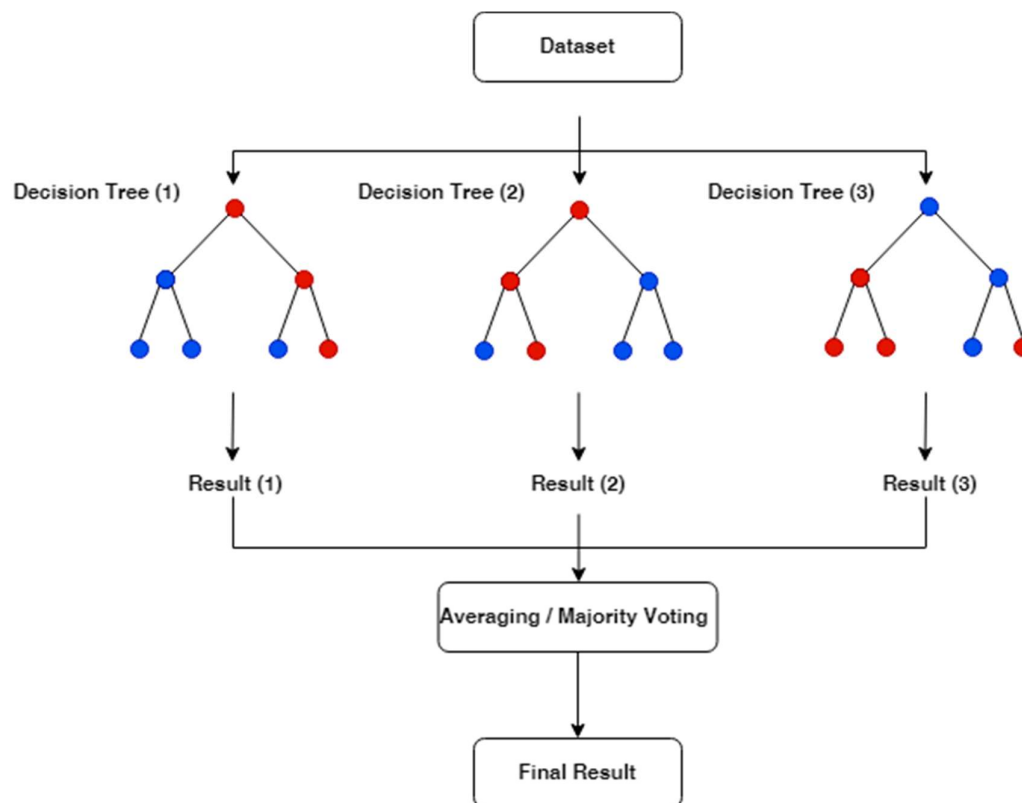 Dataset
Decision Tree (1)
Decision Tree (2)
Decision Tree (3)
Result (1)
Result (2)
Result (3)
Averaging / Majority Voting
Final Result